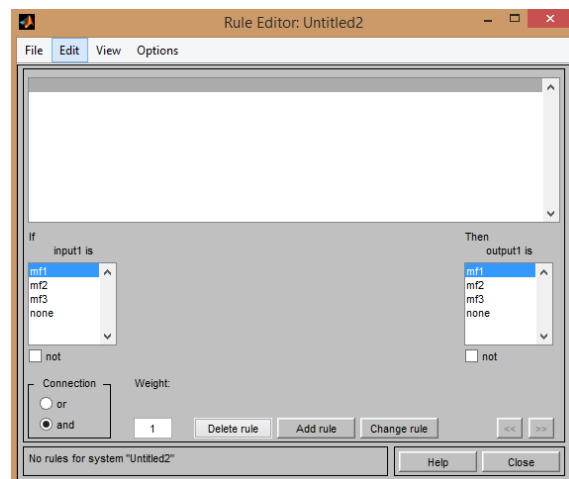 Rule Editor: Untitled2
File Edit View Options
If
input1 is
mf1
mf2
mf3
none
not
Then
output1 is
mf1
mf2
mf3
none
not
Connection
or
and
Weight:
1
Delete rule
Add rule
Change rule
<<
>>
No rules for system "Untitled2"
Help
Close